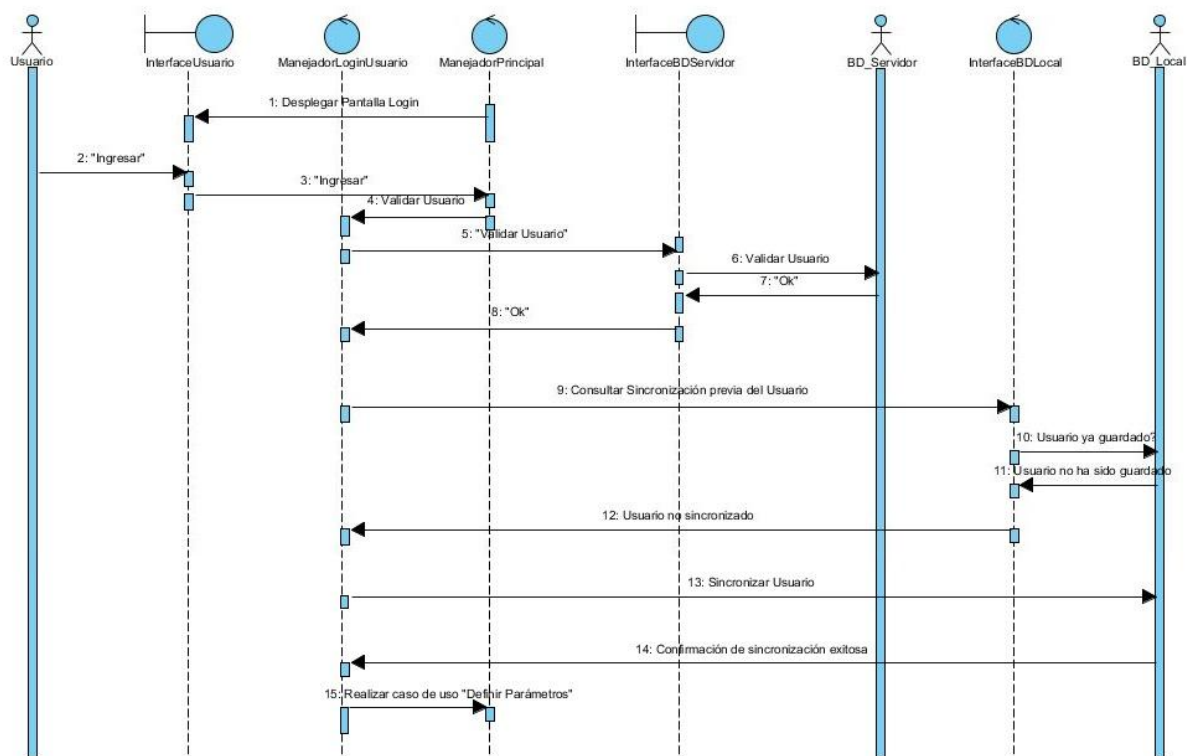 Usuario
InterfaceUsuario
ManejadorLoginUsuario
ManejadorPrincipal
InterfaceBDServidor
BD_Servidor
InterfaceBDLocal
BD_Local
1: Desplegar Pantalla Login
2: "Ingresar"
3: "Ingresar"
4: Validar Usuario
5: "Validar Usuario"
6: Validar Usuario
7: "Ok"
8: "Ok"
9: Consultar Sincronización previa del Usuario
10: Usuario ya guardado?
11: Usuario no ha sido guardado
12: Usuario no sincronizado
13: Sincronizar Usuario
14: Confirmación de sincronización exitosa
15: Realizar caso de uso "Definir Parámetros"